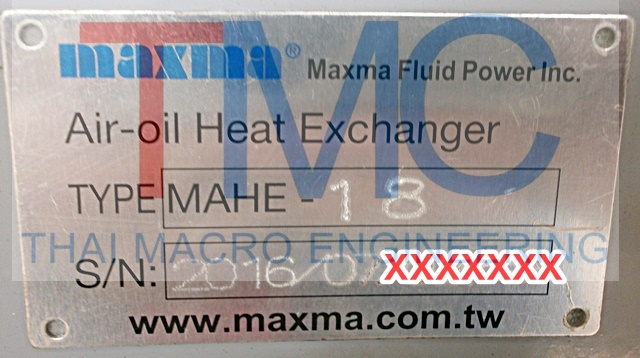 maxma® Maxma Fluid Power Inc.
TMC
Air-oil Heat Exchanger
TYPE MAHE - 18
THAI MACRO ENGINEERING
S/N: 2016/0 XXXXXXXX
www.maxma.com.tw